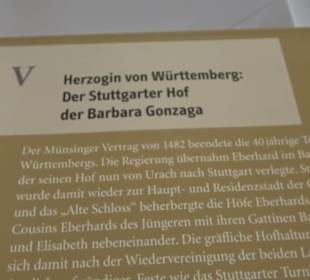 V
Herzogin von Württemberg:
Der Stuttgarter Hof
der Barbara Gonzaga
Der Münsinger Vertrag von 1482 beendete die 40jährige
Württembergs. Die Regierung übernahm Eberhard im
der seinen Hof nun von Urach nach Stuttgart verlegte.
wurde damit wieder zur Haupt- und Residenzstadt der
und das „Alte Schloss“ beherbergte die Höfe Eberhards
Cousins Eberhards des Jüngeren mit ihren Gattinen
und Elisabeth nebeneinander. Die gräfliche
sich damit nach der Wiedervereinigung der beiden
Feste wie das Stuttgarter